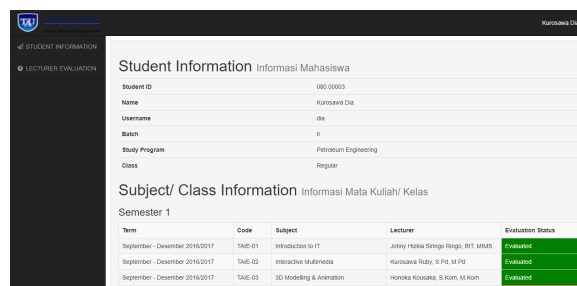 TAU
Kurosawa Dia
STUDENT INFORMATION
LECTURER EVALUATION
Student Information Informasi Mahasiswa
Student ID 080.00003
Name Kurosawa Dia
Username dia
Batch II
Study Program Petroleum Engineering
Class Regular
Subject/ Class Information Informasi Mata Kuliah/ Kelas
Semester 1
Term Code Subject Lecturer Evaluation Status
September - Desember 2016/2017 TAIE-01 Introduction to IT Johny Hizkia Siringo Ringo, BIT, MIMS Evaluated
September - Desember 2016/2017 TAIE-02 Interactive Multimedia Kurosawa Ruby, S.Pd, M.Pd Evaluated
September - Desember 2016/2017 TAIE-03 3D Modelling & Animation Honoka Kousaka, S.Kom, M.Kom Evaluated